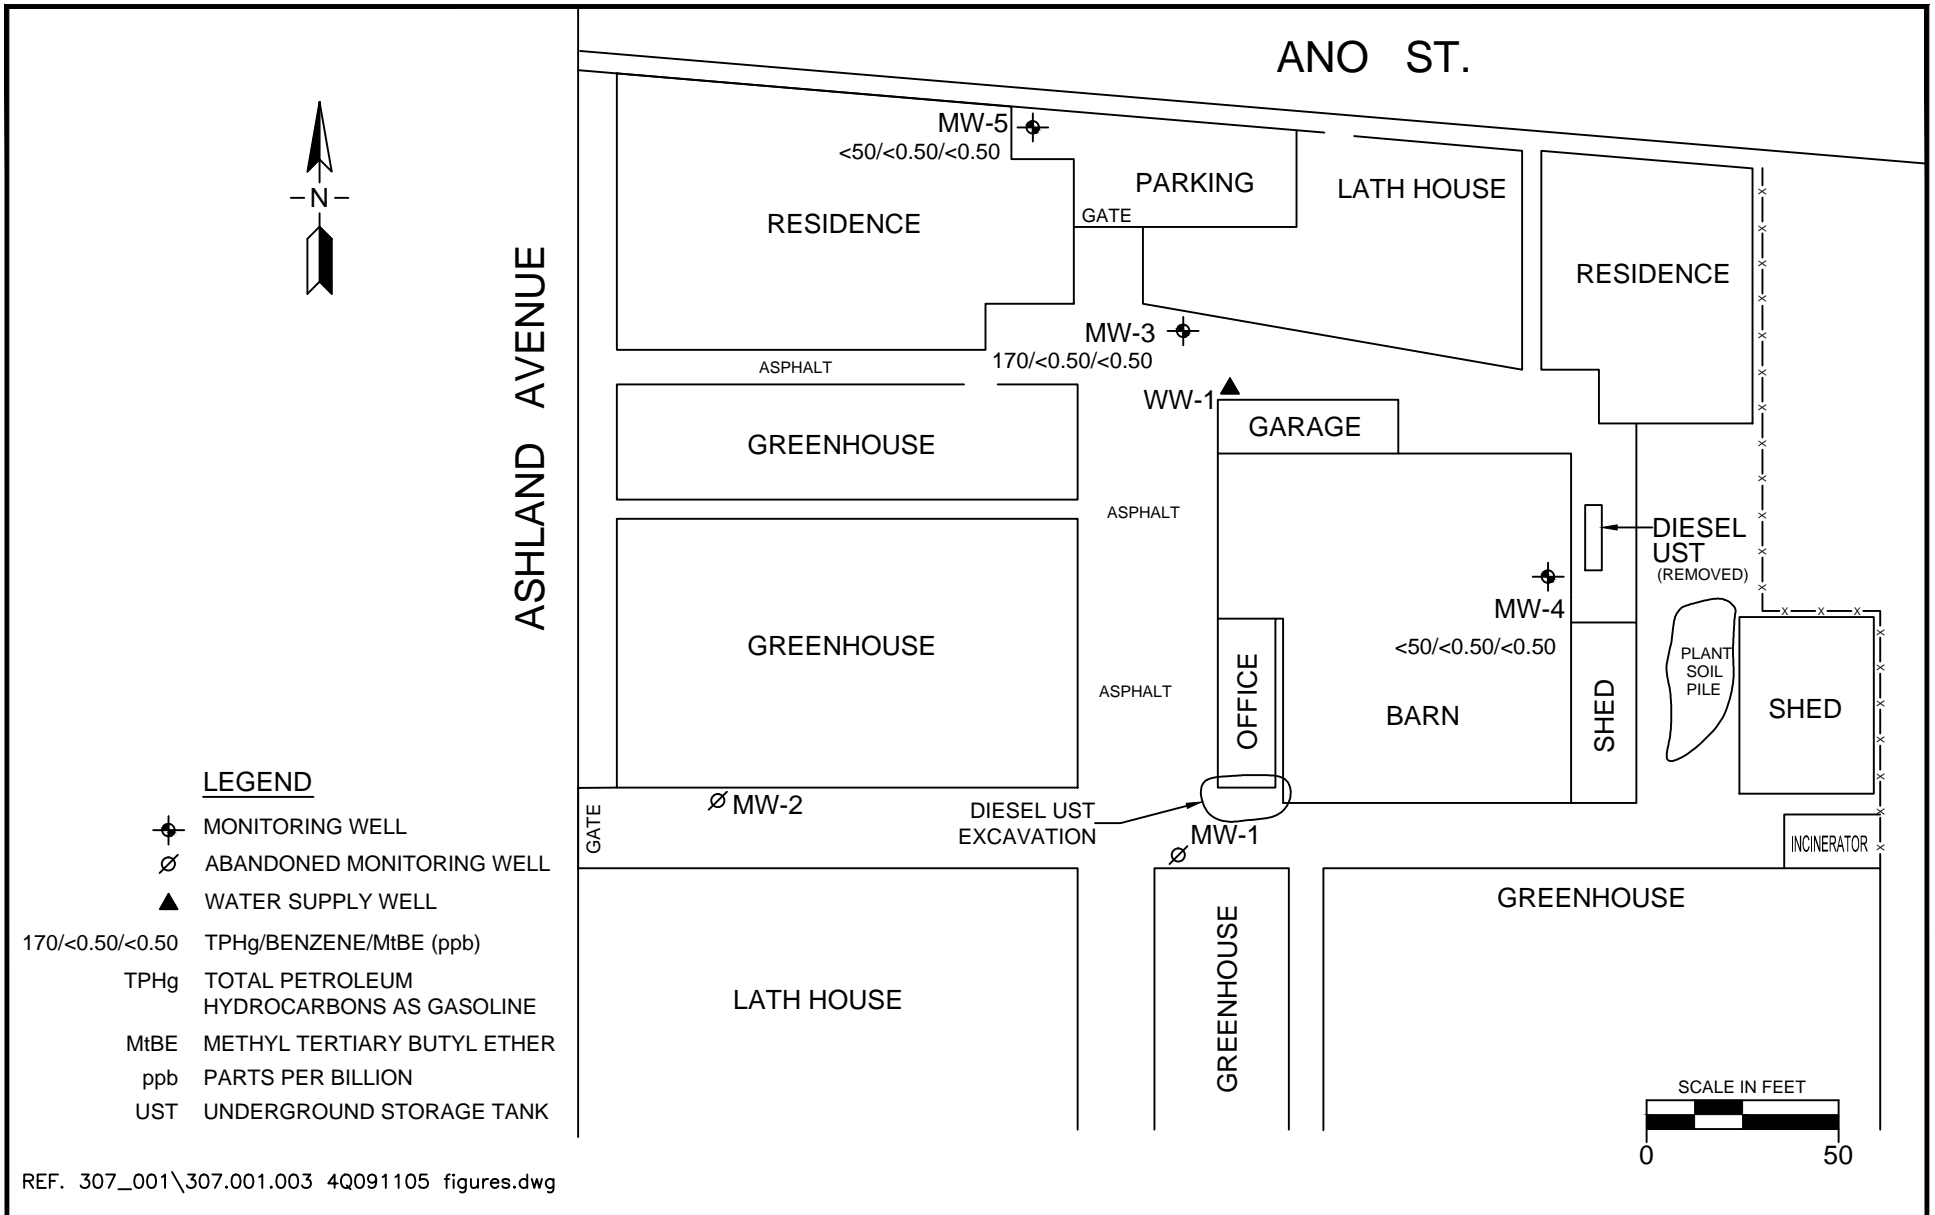 ANO ST.
N
ASHLAND AVENUE
MW-5
<50/<0.50/<0.50
PARKING
GATE
LATH HOUSE
RESIDENCE
RESIDENCE
MW-3
170/<0.50/<0.50
ASPHALT
WW-1
GARAGE
GREENHOUSE
ASPHALT
DIESEL
UST
(REMOVED)
MW-4
<50/<0.50/<0.50
GREENHOUSE
ASPHALT
OFFICE
BARN
SHED
PLANT
SOIL
PILE
SHED
GATE
MW-2
DIESEL UST
EXCAVATION
MW-1
INCINERATOR
LATH HOUSE
GREENHOUSE
GREENHOUSE
LEGEND
MONITORING WELL
ABANDONED MONITORING WELL
WATER SUPPLY WELL
170/<0.50/<0.50 TPHg/BENZENE/MtBE (ppb)
TPHg TOTAL PETROLEUM
HYDROCARBONS AS GASOLINE
MtBE METHYL TERTIARY BUTYL ETHER
ppb PARTS PER BILLION
UST UNDERGROUND STORAGE TANK
SCALE IN FEET
0 50
REF. 307_001\307.001.003 4Q091105 figures.dwg